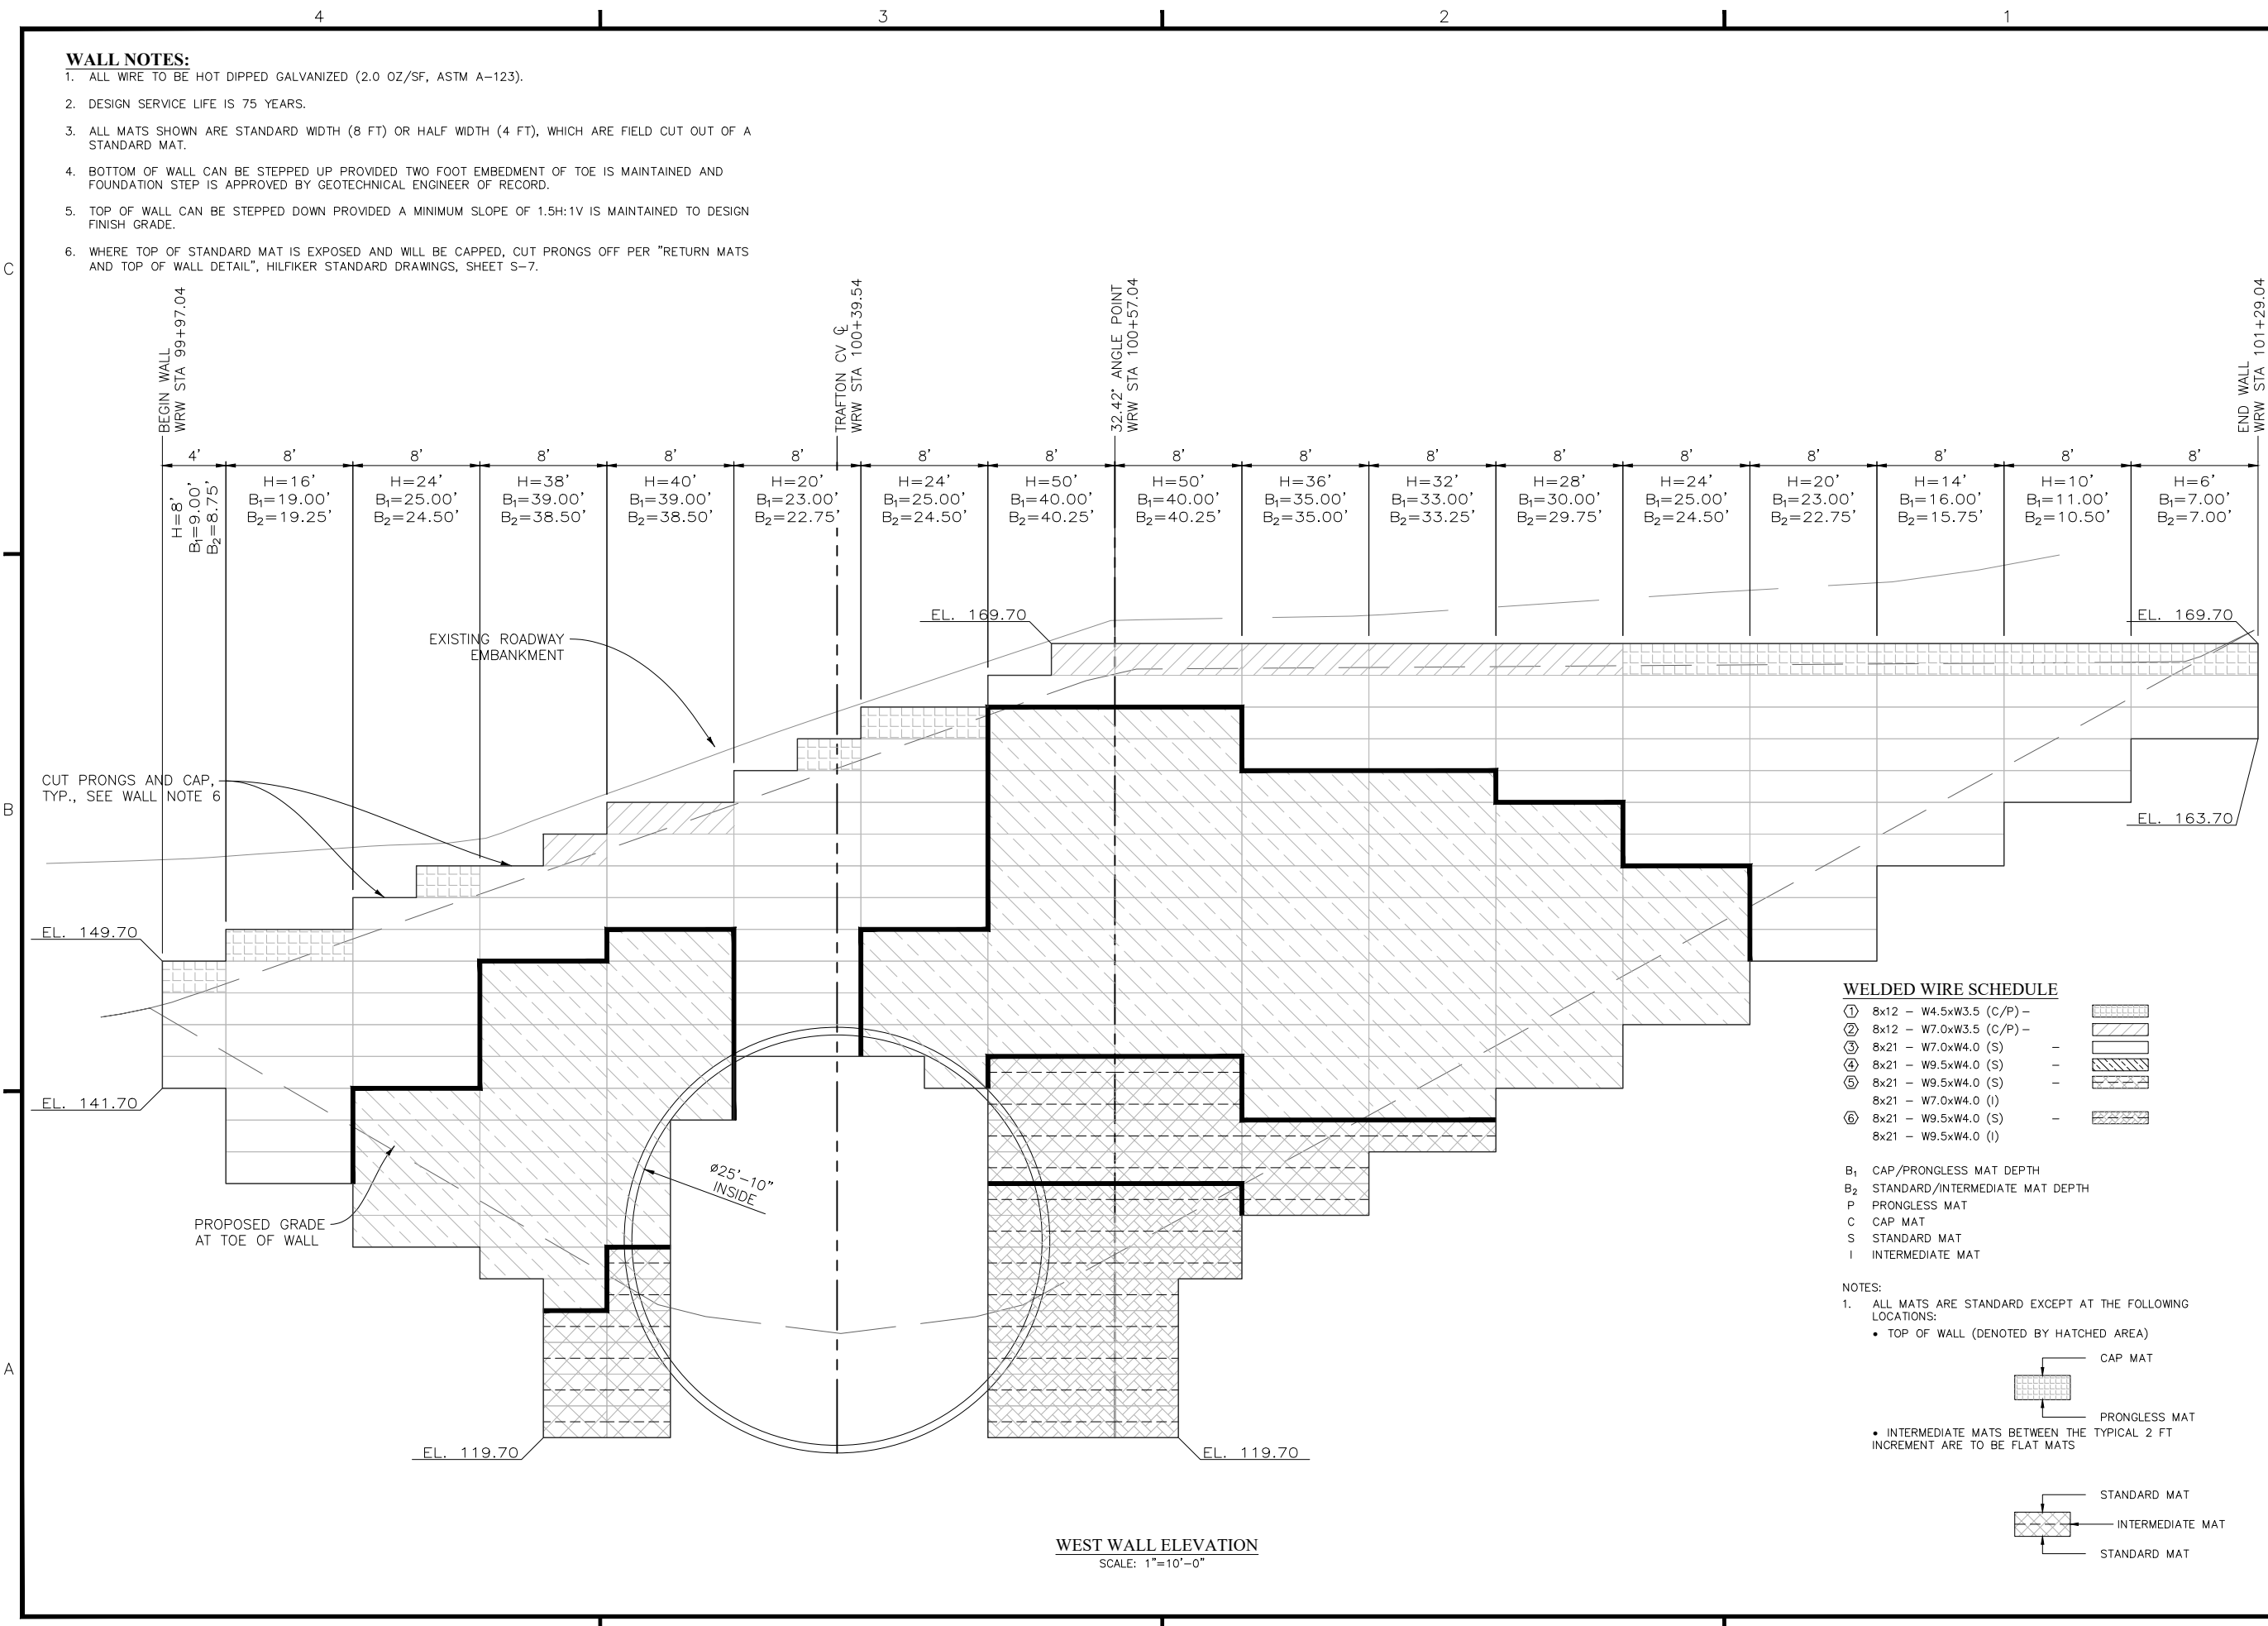 4
3
2
1
C
B
A
WALL NOTES:
1. ALL WIRE TO BE HOT DIPPED GALVANIZED (2.0 OZ/SF, ASTM A-123).
2. DESIGN SERVICE LIFE IS 75 YEARS.
3. ALL MATS SHOWN ARE STANDARD WIDTH (8 FT) OR HALF WIDTH (4 FT), WHICH ARE FIELD CUT OUT OF A
STANDARD MAT.
4. BOTTOM OF WALL CAN BE STEPPED UP PROVIDED TWO FOOT EMBEDMENT OF TOE IS MAINTAINED AND
FOUNDATION STEP IS APPROVED BY GEOTECHNICAL ENGINEER OF RECORD.
5. TOP OF WALL CAN BE STEPPED DOWN PROVIDED A MINIMUM SLOPE OF 1.5H:1V IS MAINTAINED TO DESIGN
FINISH GRADE.
6. WHERE TOP OF STANDARD MAT IS EXPOSED AND WILL BE CAPPED, CUT PRONGS OFF PER "RETURN MATS
AND TOP OF WALL DETAIL", HILFIKER STANDARD DRAWINGS, SHEET S-7.
BEGIN WALL
WRW STA 99+97.04
TRAFTON CV ℄
WRW STA 100+39.54
32.42° ANGLE POINT
WRW STA 100+57.04
END WALL
WRW STA 101+29.04
4' 8' 8' 8' 8' 8' 8' 8' 8' 8' 8' 8' 8' 8' 8' 8' 8'
H=8'
B₁=9.00'
B₂=8.75'
H=16'
B₁=19.00'
B₂=19.25'
H=24'
B₁=25.00'
B₂=24.50'
H=38'
B₁=39.00'
B₂=38.50'
H=40'
B₁=39.00'
B₂=38.50'
H=20'
B₁=23.00'
B₂=22.75'
H=24'
B₁=25.00'
B₂=24.50'
H=50'
B₁=40.00'
B₂=40.25'
H=50'
B₁=40.00'
B₂=40.25'
H=36'
B₁=35.00'
B₂=35.00'
H=32'
B₁=33.00'
B₂=33.25'
H=28'
B₁=30.00'
B₂=29.75'
H=24'
B₁=25.00'
B₂=24.50'
H=20'
B₁=23.00'
B₂=22.75'
H=14'
B₁=16.00'
B₂=15.75'
H=10'
B₁=11.00'
B₂=10.50'
H=6'
B₁=7.00'
B₂=7.00'
EL. 169.70
EL. 169.70
EXISTING ROADWAY
EMBANKMENT
CUT PRONGS AND CAP,
TYP., SEE WALL NOTE 6
EL. 163.70
EL. 149.70
EL. 141.70
ø25'-10"
INSIDE
PROPOSED GRADE
AT TOE OF WALL
EL. 119.70
EL. 119.70
WELDED WIRE SCHEDULE
1 8x12 - W4.5xW3.5 (C/P) -
2 8x12 - W7.0xW3.5 (C/P) -
3 8x21 - W7.0xW4.0 (S) -
4 8x21 - W9.5xW4.0 (S) -
5 8x21 - W9.5xW4.0 (S) -
8x21 - W7.0xW4.0 (I)
6 8x21 - W9.5xW4.0 (S) -
8x21 - W9.5xW4.0 (I)
B₁ CAP/PRONGLESS MAT DEPTH
B₂ STANDARD/INTERMEDIATE MAT DEPTH
P PRONGLESS MAT
C CAP MAT
S STANDARD MAT
I INTERMEDIATE MAT
NOTES:
1. ALL MATS ARE STANDARD EXCEPT AT THE FOLLOWING
LOCATIONS:
• TOP OF WALL (DENOTED BY HATCHED AREA)
CAP MAT
PRONGLESS MAT
• INTERMEDIATE MATS BETWEEN THE TYPICAL 2 FT
INCREMENT ARE TO BE FLAT MATS
STANDARD MAT
INTERMEDIATE MAT
STANDARD MAT
WEST WALL ELEVATION
SCALE: 1"=10'-0"